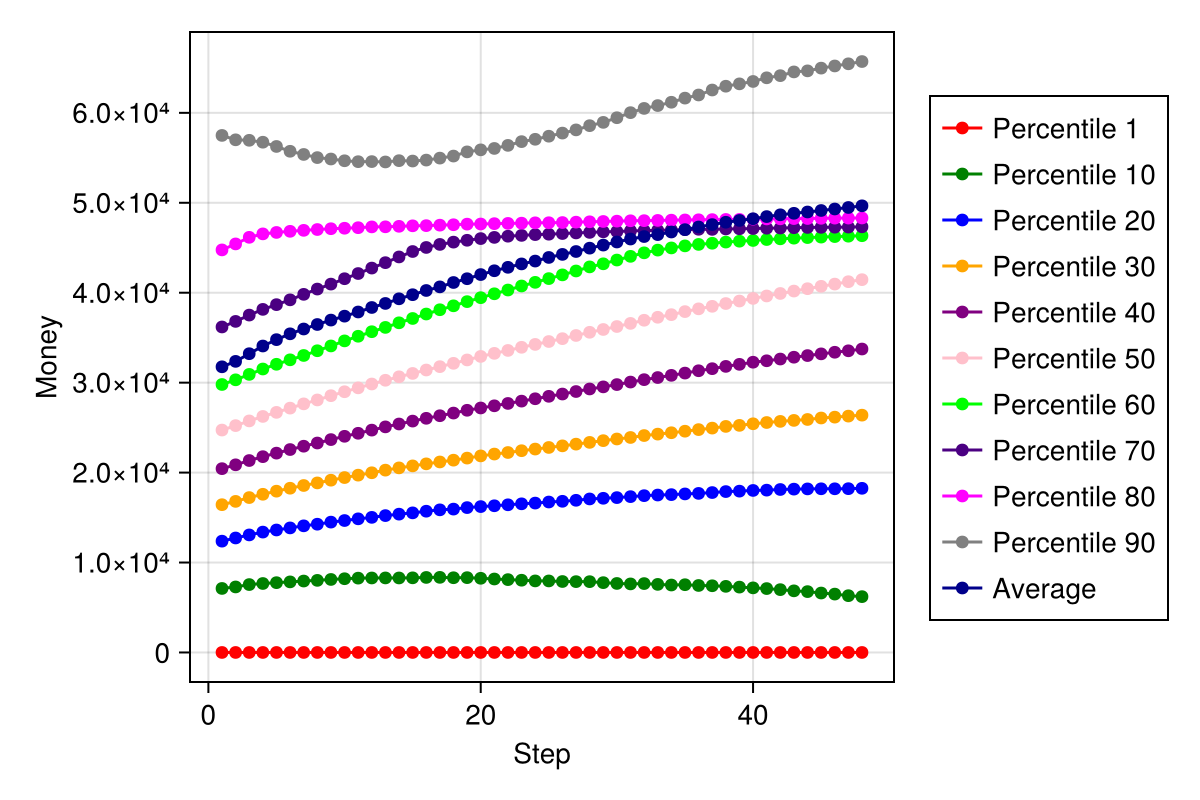 Money
6.0×10⁴
5.0×10⁴
4.0×10⁴
3.0×10⁴
2.0×10⁴
1.0×10⁴
0
0 20 40
Step
Percentile 1
Percentile 10
Percentile 20
Percentile 30
Percentile 40
Percentile 50
Percentile 60
Percentile 70
Percentile 80
Percentile 90
Average